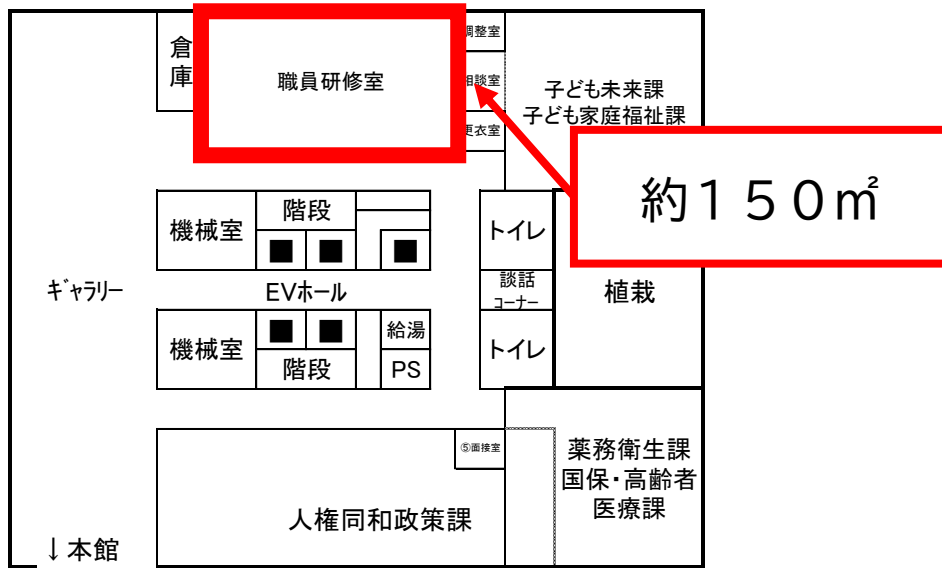 倉
庫
職員研修室
調整室
相談室
更衣室
子ども未来課
子ども家庭福祉課
約150㎡
機械室
階段
トイレ
ギャラリー
EVホール
談話
コーナー
植栽
機械室
階段
給湯
PS
トイレ
⑤面接室
人権同和政策課
薬務衛生課
国保・高齢者
医療課
↓本館